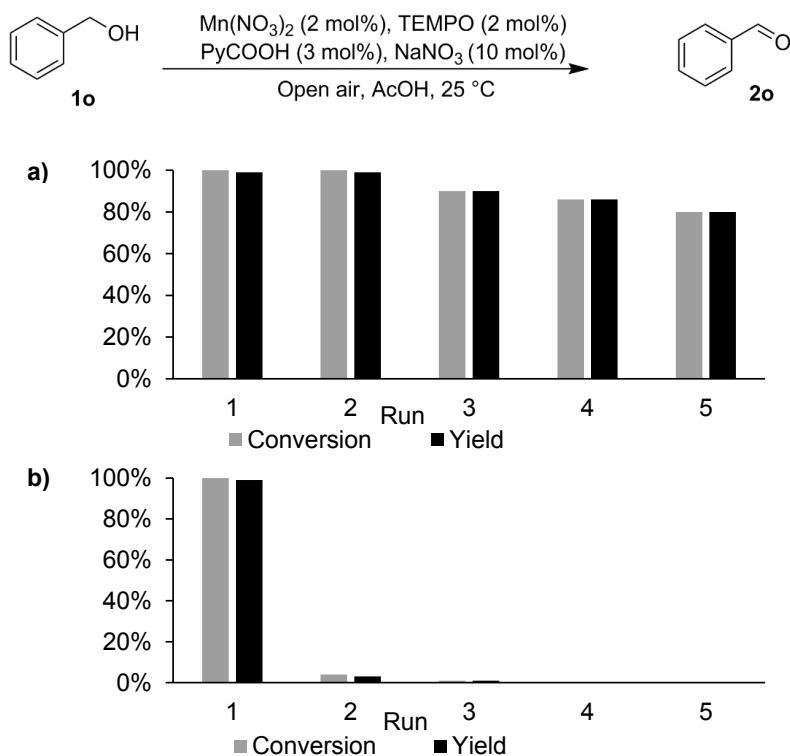 OH
1o
Mn(NO3)2 (2 mol%), TEMPO (2 mol%)
PyCOOH (3 mol%), NaNO3 (10 mol%)
Open air, AcOH, 25 °C
O
2o
a)
100%
80%
60%
40%
20%
0%
1 2 3 4 5
Run
Conversion Yield
b)
100%
80%
60%
40%
20%
0%
1 2 3 4 5
Run
Conversion Yield